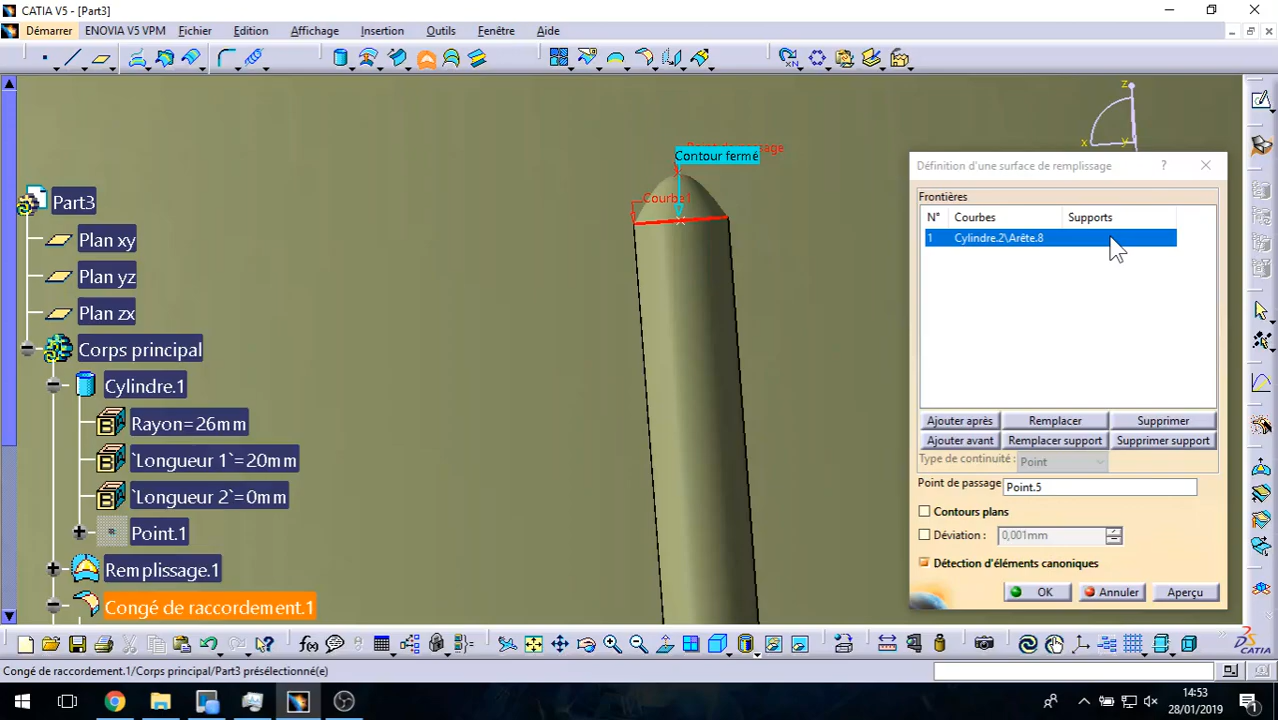 CATIA V5 - [Part3]
Démarrer ENOVIA V5 VPM Fichier Edition Affichage Insertion Outils Fenêtre Aide
z
x
y
Contour fermé
Courbe1
Part3
Plan xy
Plan yz
Plan zx
Corps principal
Cylindre.1
Rayon=26mm
`Longueur 1`=20mm
`Longueur 2`=0mm
Point.1
Remplissage.1
Congé de raccordement.1
Définition d'une surface de remplissage ?
Frontières
N° Courbes Supports
1 Cylindre.2\Arête.8
Ajouter après Remplacer Supprimer
Ajouter avant Remplacer support Supprimer support
Type de continuité : Point
Point de passage Point.5
Contours plans
Déviation : 0,001mm
Détection d'éléments canoniques
OK Annuler Aperçu
f(x)
CATIA
Congé de raccordement.1/Corps principal/Part3 présélectionné(e)
14:53
28/01/2019
1